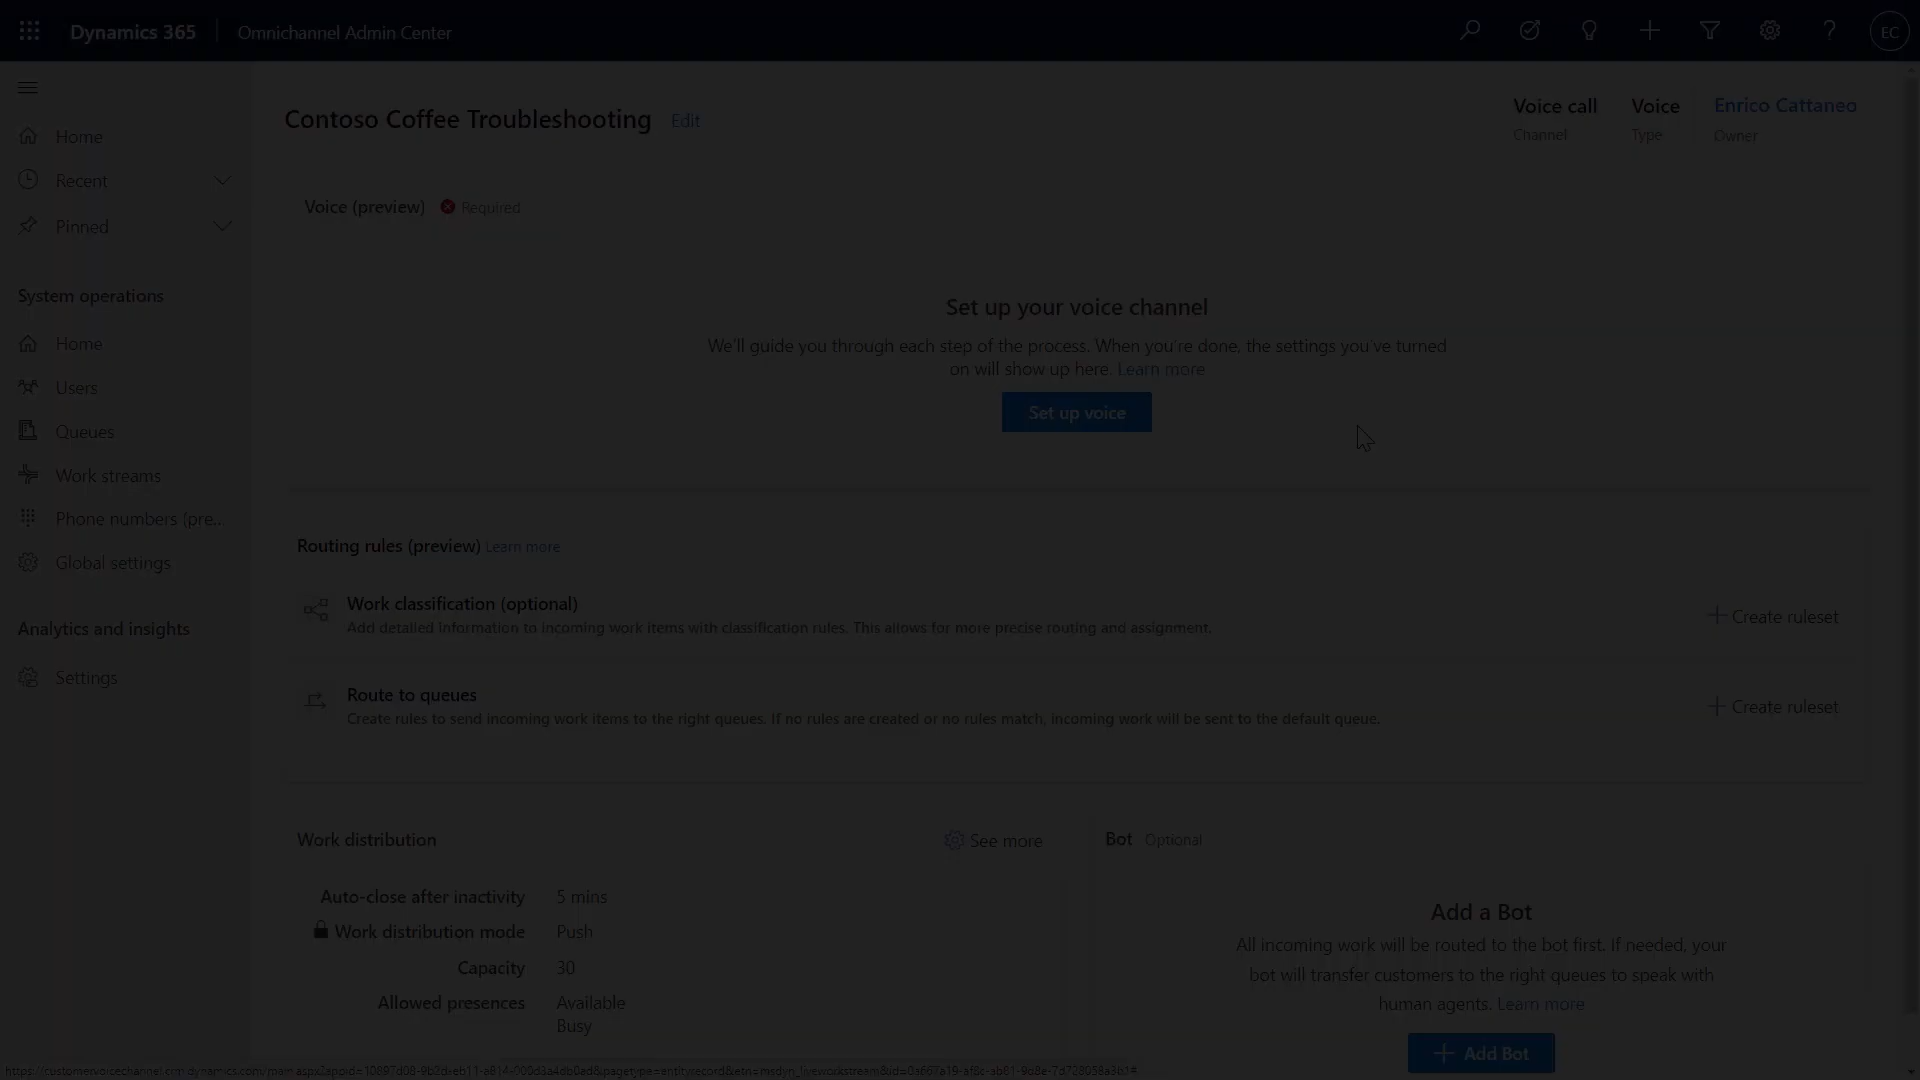 Dynamics 365
Omnichannel Admin Center
EC
Contoso Coffee Troubleshooting Edit
Voice call
Channel
Voice
Type
Enrico Cattaneo
Owner
Home
Recent
Pinned
System operations
Home
Users
Queues
Work streams
Phone numbers (pre...
Global settings
Analytics and insights
Settings
Voice (preview) Required
Set up your voice channel
We'll guide you through each step of the process. When you're done, the settings you've turned
on will show up here. Learn more
Set up voice
Routing rules (preview) Learn more
Work classification (optional)
Add detailed information to incoming work items with classification rules. This allows for more precise routing and assignment.
Create ruleset
Route to queues
Create rules to send incoming work items to the right queues. If no rules are created or no rules match, incoming work will be sent to the default queue.
Create ruleset
Work distribution
See more
Auto-close after inactivity 5 mins
Work distribution mode Push
Capacity 30
Allowed presences Available
Busy
Bot Optional
Add a Bot
All incoming work will be routed to the bot first. If needed, your
bot will transfer customers to the right queues to speak with
human agents. Learn more
Add Bot